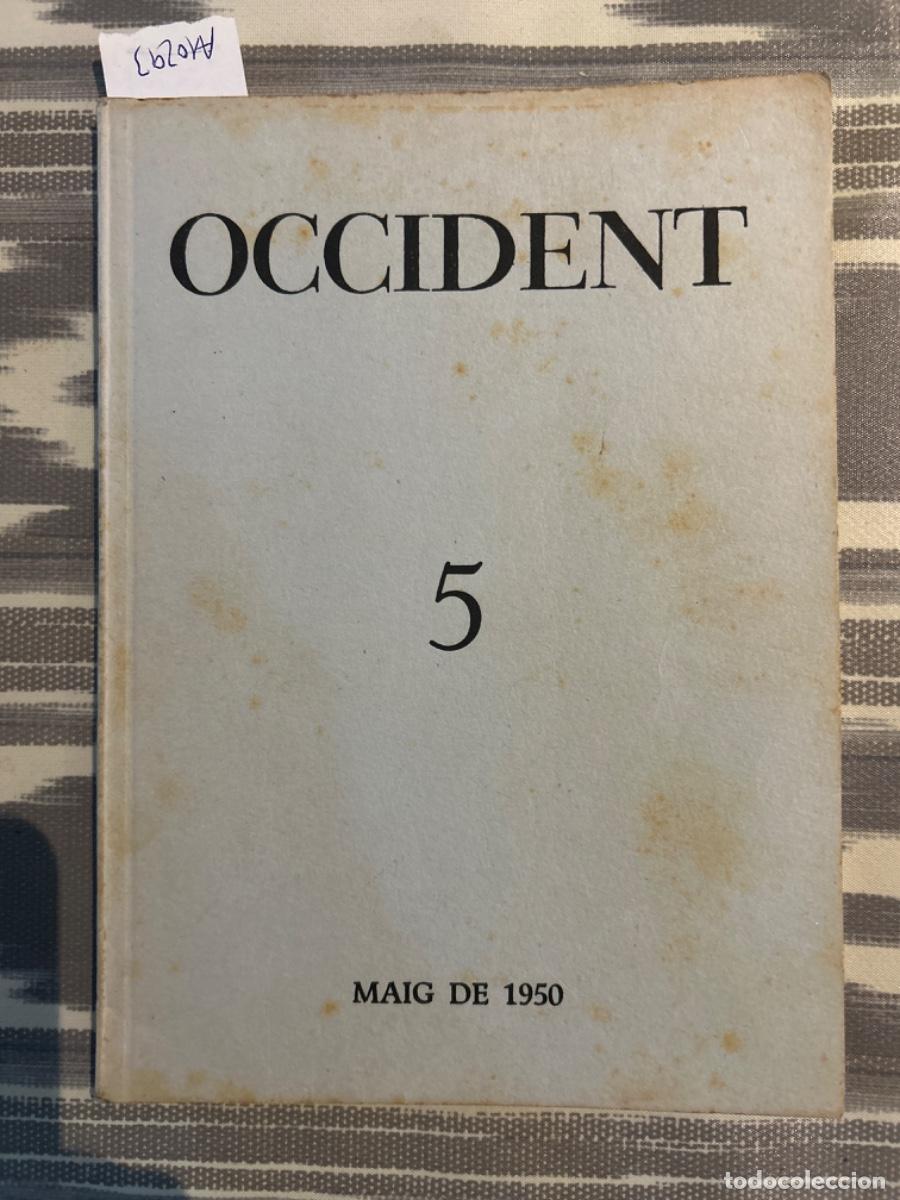 A10293
OCCIDENT
5
MAIG DE 1950
todocoleccion